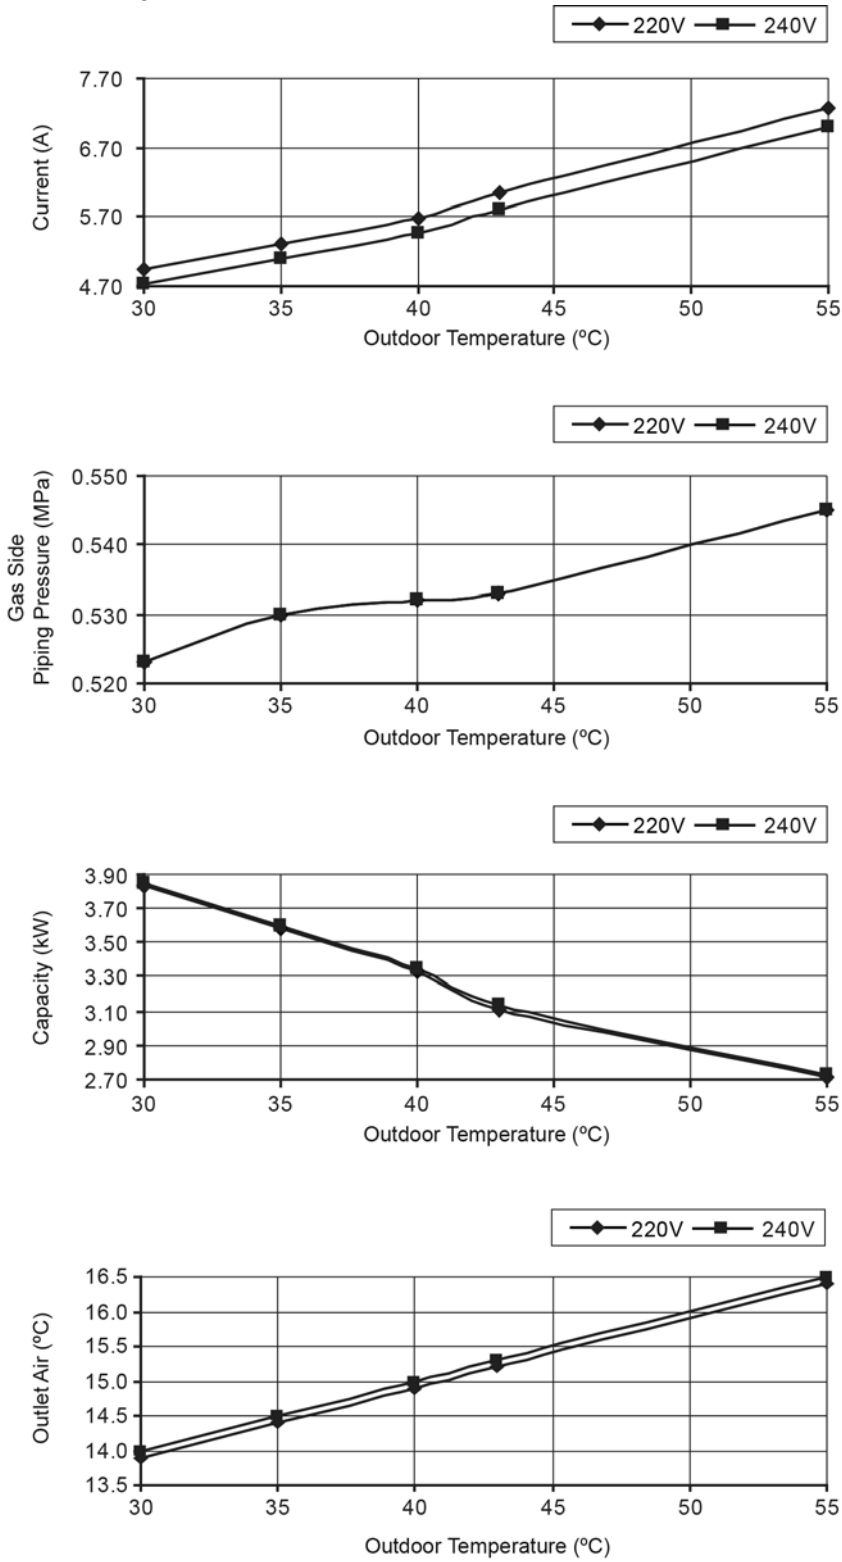 220V 240V
7.70
6.70
5.70
4.70
Current (A)
30 35 40 45 50 55
Outdoor Temperature (ºC)
220V 240V
0.550
0.540
0.530
0.520
Gas Side
Piping Pressure (MPa)
30 35 40 45 50 55
Outdoor Temperature (ºC)
220V 240V
3.90
3.70
3.50
3.30
3.10
2.90
2.70
Capacity (kW)
30 35 40 45 50 55
Outdoor Temperature (ºC)
220V 240V
16.5
16.0
15.5
15.0
14.5
14.0
13.5
Outlet Air (ºC)
30 35 40 45 50 55
Outdoor Temperature (ºC)